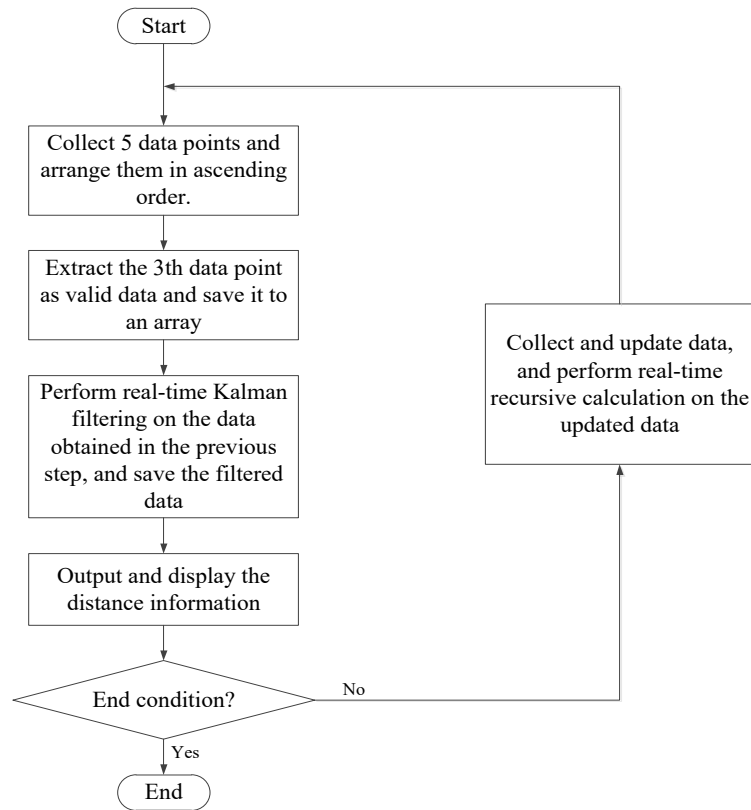 Start
Collect 5 data points and
arrange them in ascending
order.
Extract the 3th data point
as valid data and save it to
an array
Perform real-time Kalman
filtering on the data
obtained in the previous
step, and save the filtered
data
Output and display the
distance information
End condition?
No
Yes
End
Collect and update data,
and perform real-time
recursive calculation on the
updated data